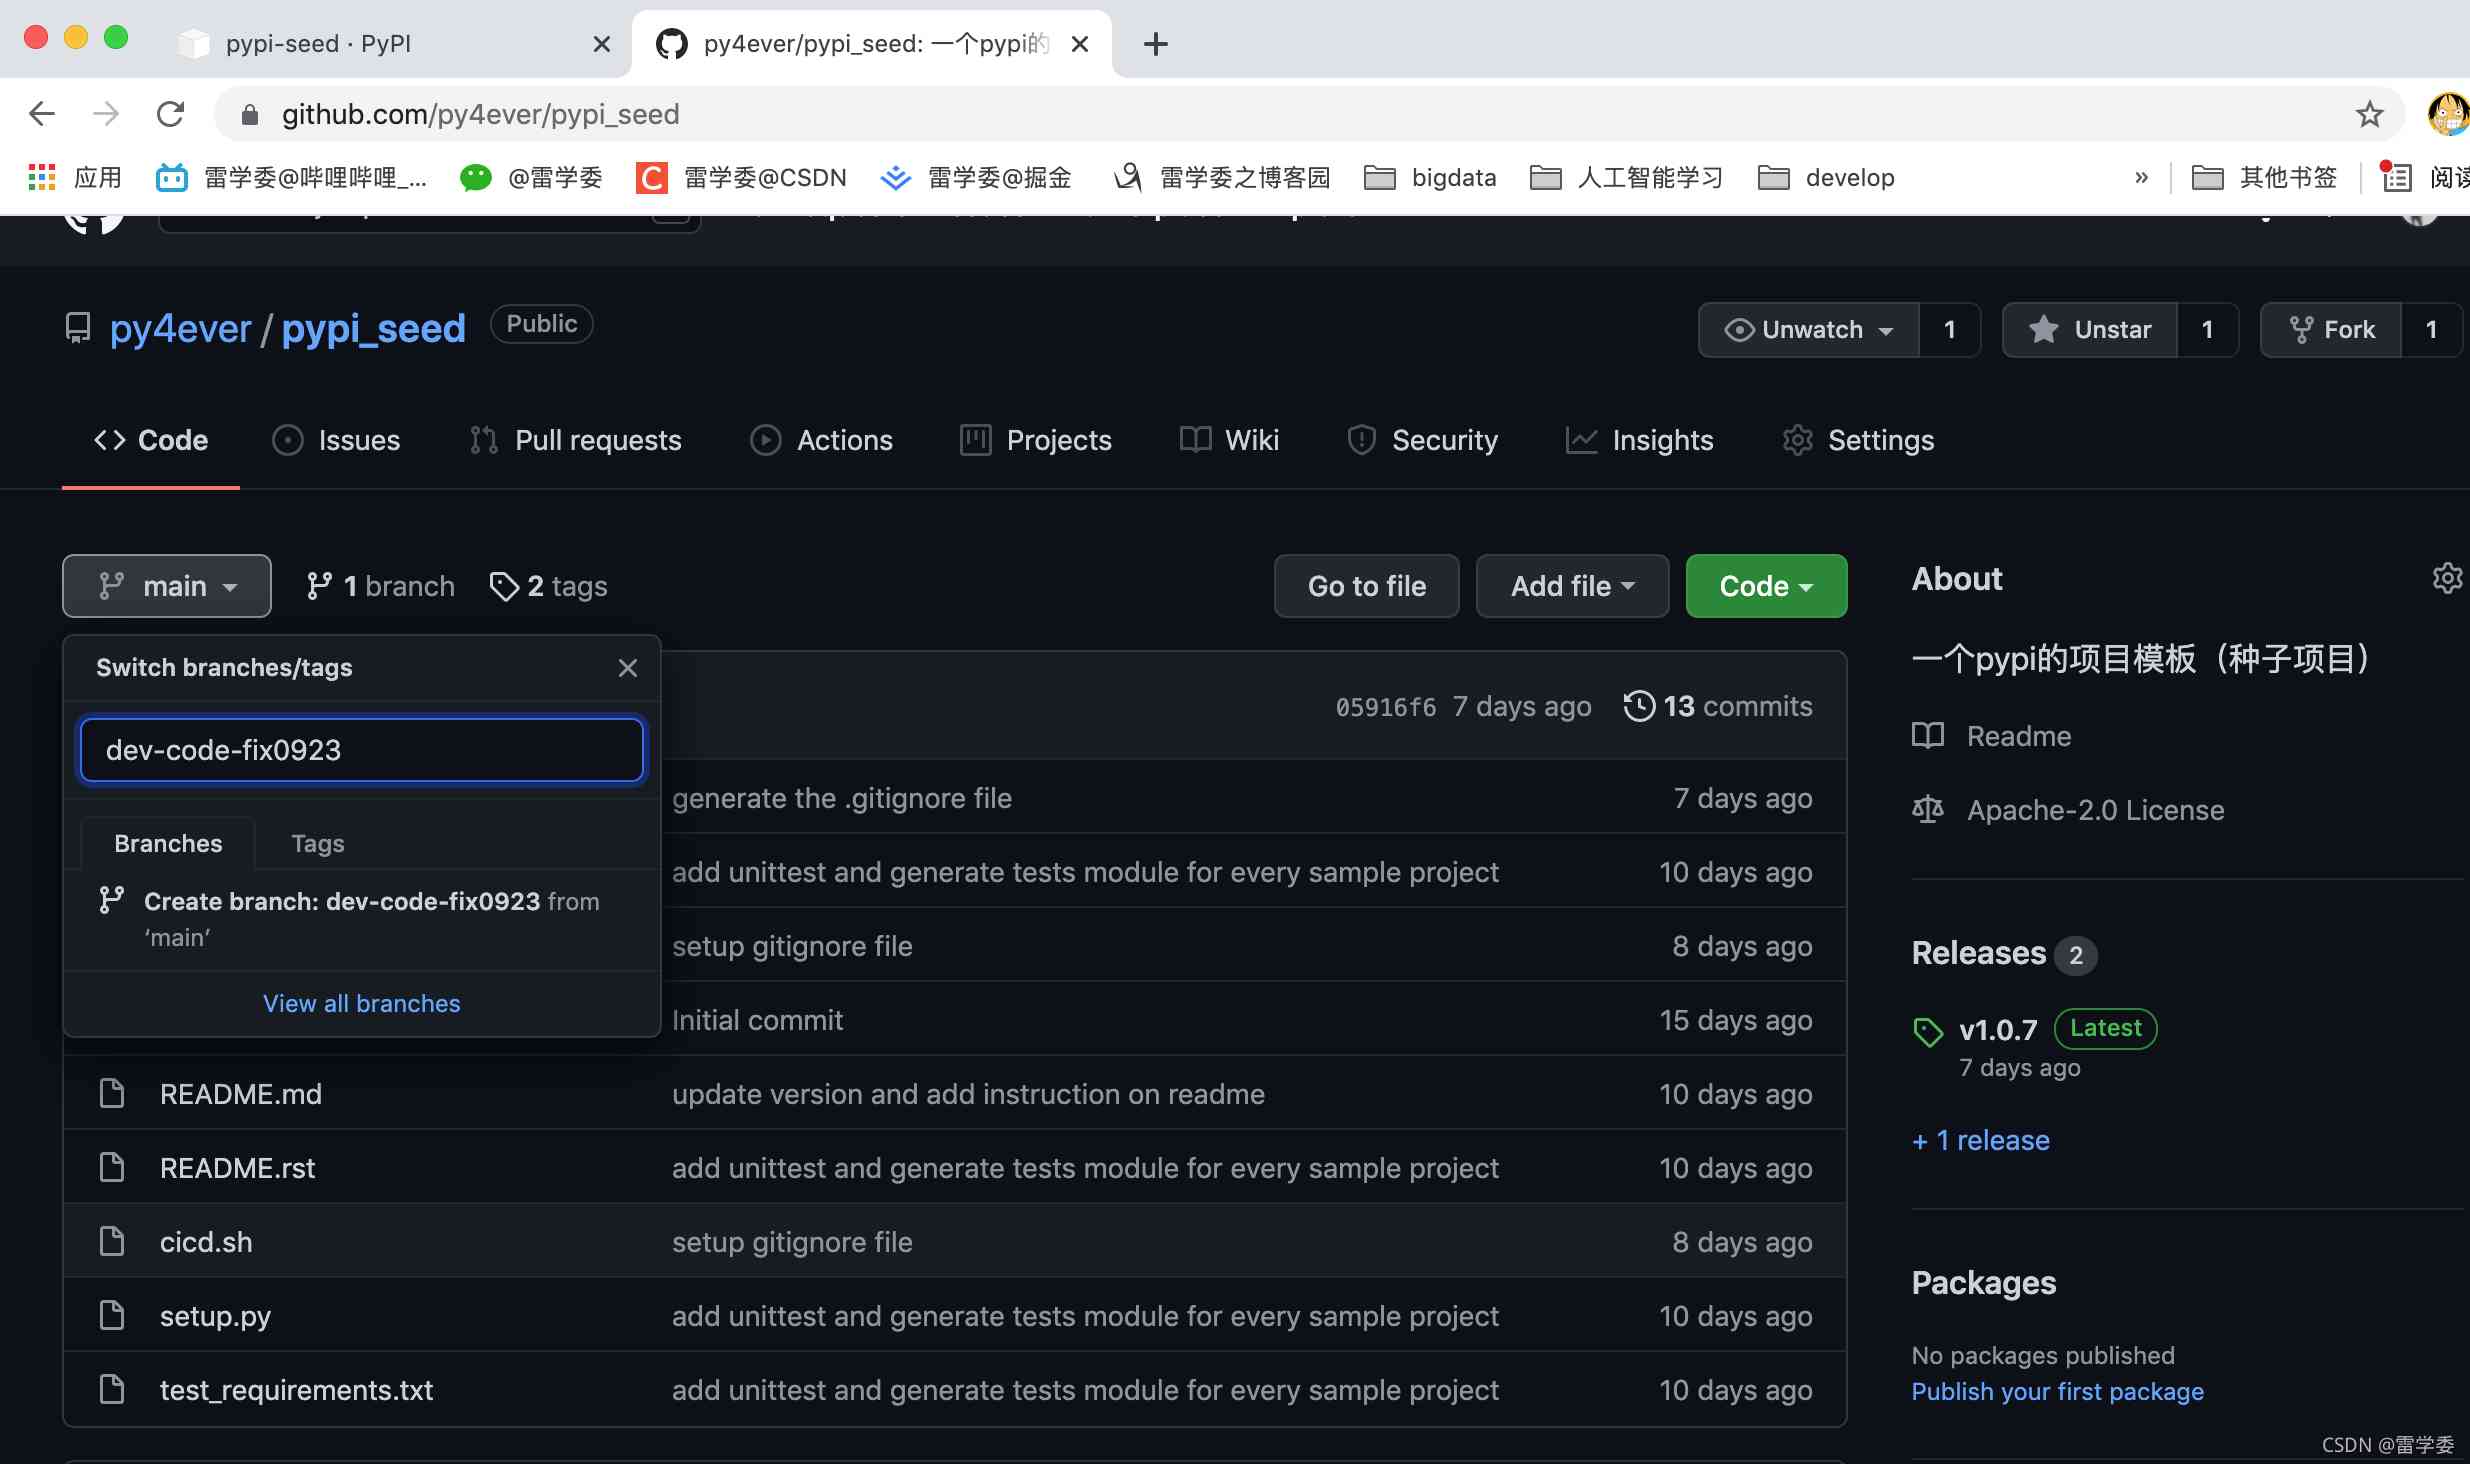 pypi-seed · PyPI
py4ever/pypi_seed: 一个pypi的
github.com/py4ever/pypi_seed
应用
雷学委@哔哩哔哩_...
@雷学委
雷学委@CSDN
雷学委@掘金
雷学委之博客园
bigdata
人工智能学习
develop
»
其他书签
阅读
py4ever / pypi_seed
Public
Unwatch 1
Unstar 1
Fork 1
Code
Issues
Pull requests
Actions
Projects
Wiki
Security
Insights
Settings
main
1 branch
2 tags
Go to file
Add file
Code
Switch branches/tags
dev-code-fix0923
Branches
Tags
Create branch: dev-code-fix0923 from
‘main’
View all branches
05916f6 7 days ago
13 commits
generate the .gitignore file 7 days ago
add unittest and generate tests module for every sample project 10 days ago
setup gitignore file 8 days ago
Initial commit 15 days ago
README.md update version and add instruction on readme 10 days ago
README.rst add unittest and generate tests module for every sample project 10 days ago
cicd.sh setup gitignore file 8 days ago
setup.py add unittest and generate tests module for every sample project 10 days ago
test_requirements.txt add unittest and generate tests module for every sample project 10 days ago
About
一个pypi的项目模板（种子项目）
Readme
Apache-2.0 License
Releases 2
v1.0.7 Latest
7 days ago
+ 1 release
Packages
No packages published
Publish your first package
CSDN @雷学委